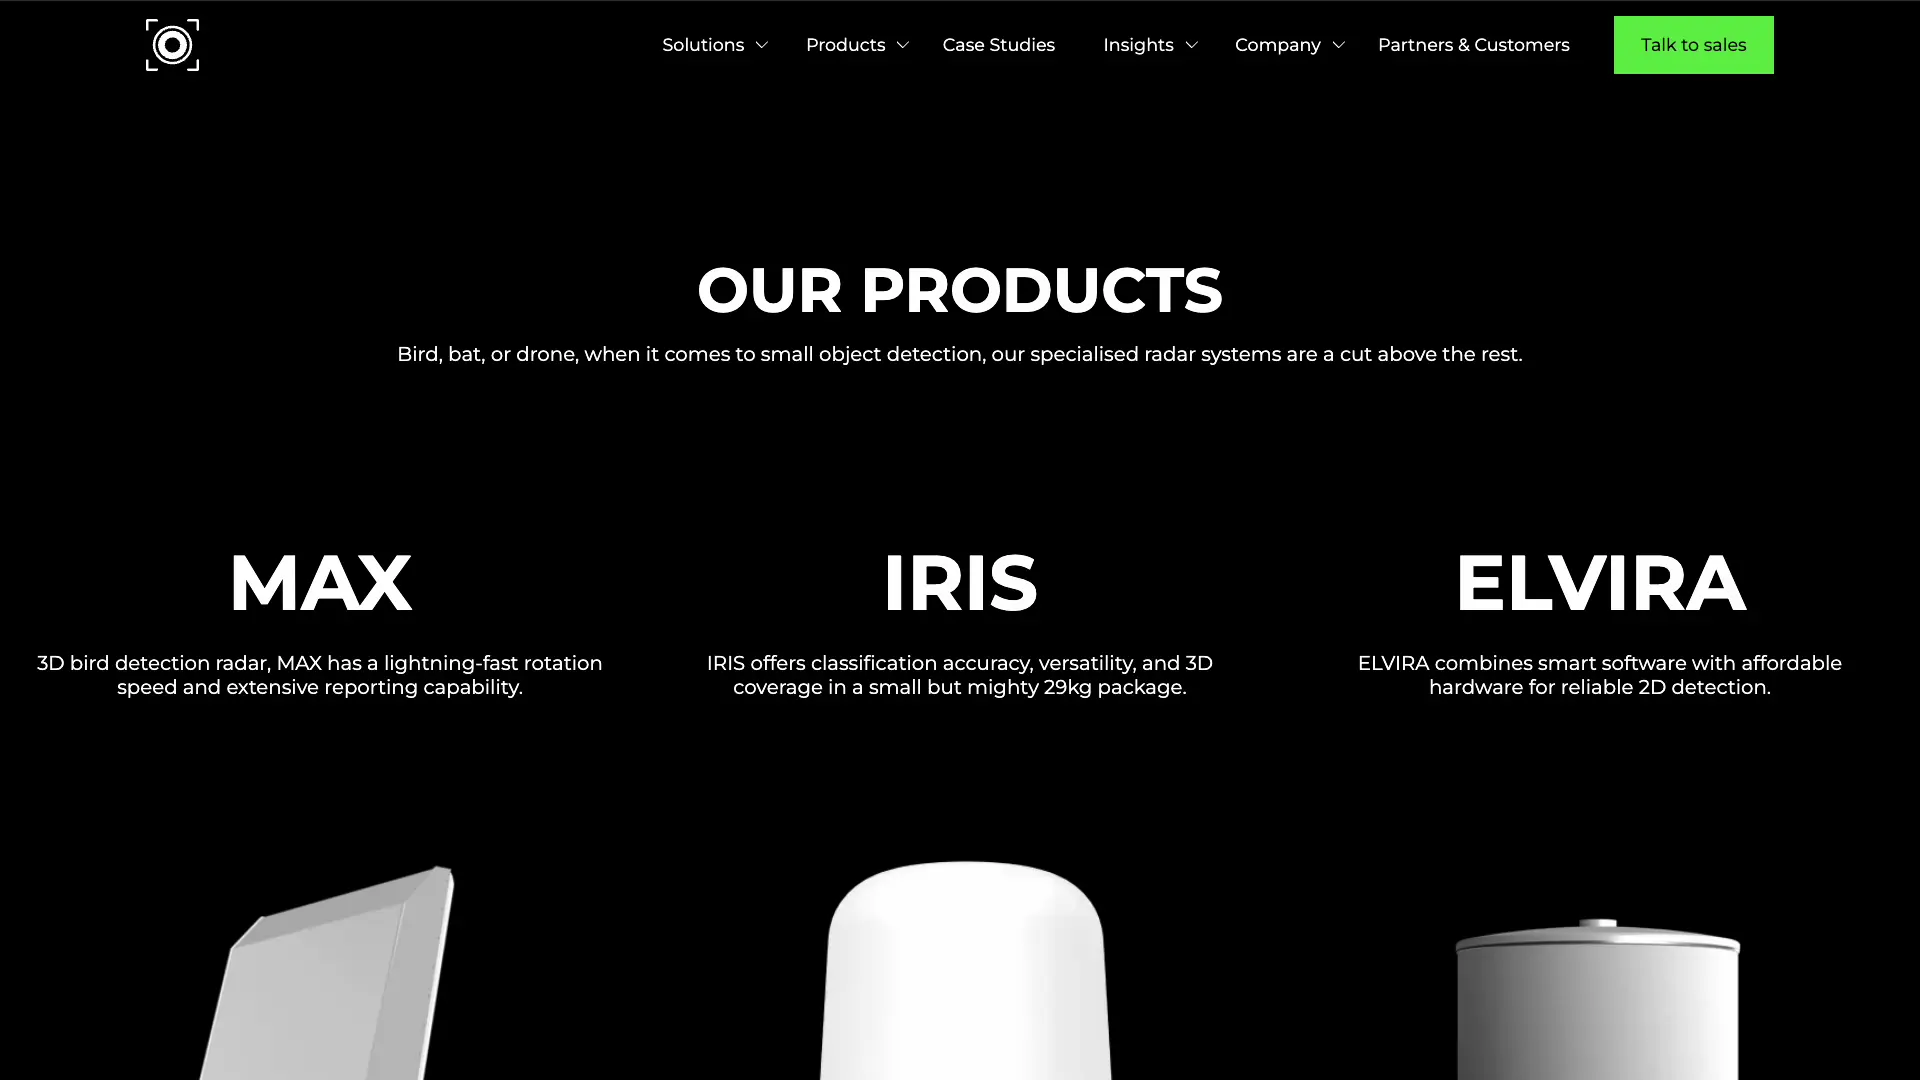 Solutions
Products
Case Studies
Insights
Company
Partners & Customers
Talk to sales
OUR PRODUCTS
Bird, bat, or drone, when it comes to small object detection, our specialised radar systems are a cut above the rest.
MAX
3D bird detection radar, MAX has a lightning-fast rotation
speed and extensive reporting capability.
IRIS
IRIS offers classification accuracy, versatility, and 3D
coverage in a small but mighty 29kg package.
ELVIRA
ELVIRA combines smart software with affordable
hardware for reliable 2D detection.